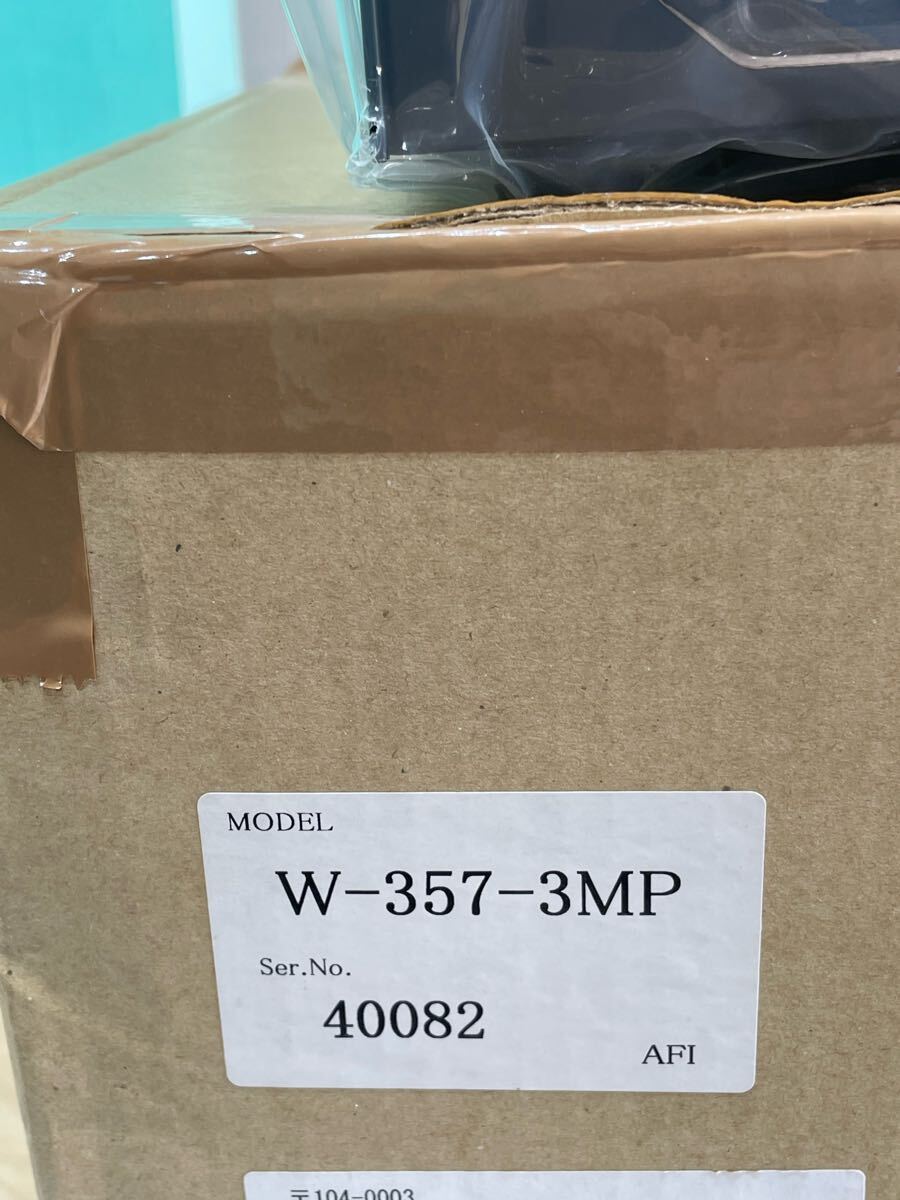 MODEL
W-357-3MP
Ser.No.
40082
AFI
〒104-0003